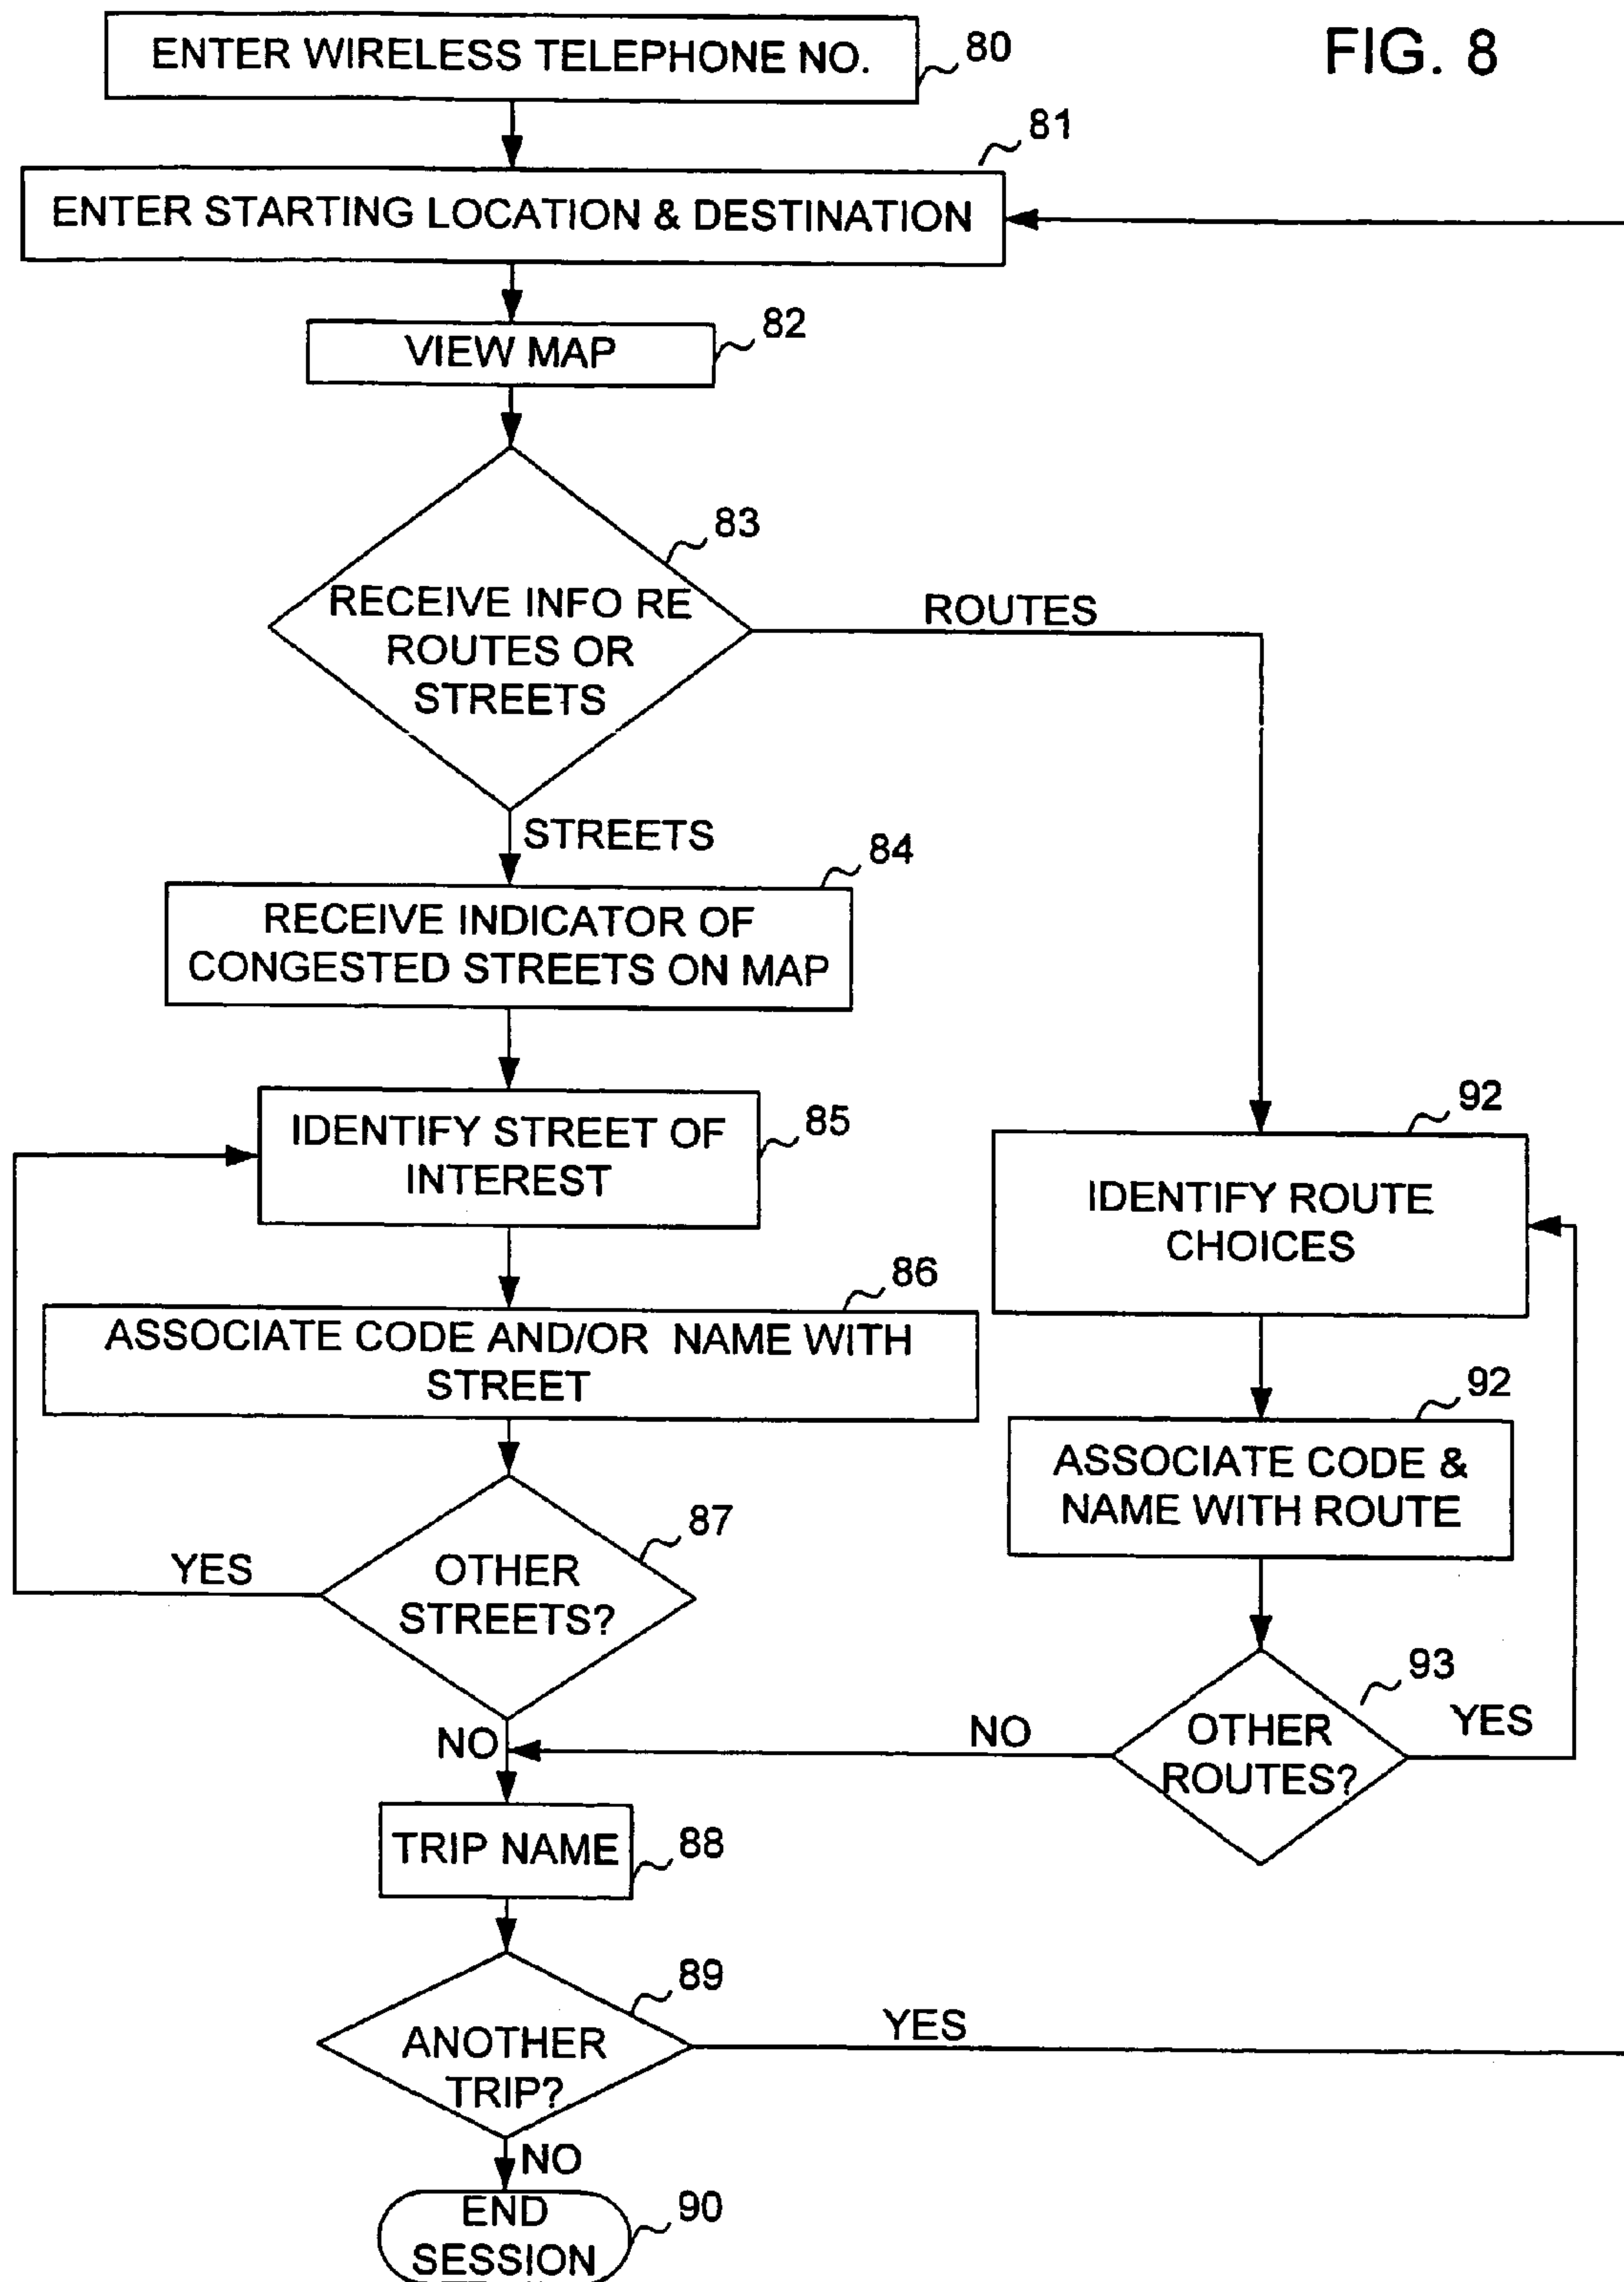 FIG. 8
ENTER WIRELESS TELEPHONE NO.
80
81
ENTER STARTING LOCATION & DESTINATION
82
VIEW MAP
83
RECEIVE INFO RE
ROUTES OR
STREETS
ROUTES
STREETS
84
RECEIVE INDICATOR OF
CONGESTED STREETS ON MAP
85
IDENTIFY STREET OF
INTEREST
92
IDENTIFY ROUTE
CHOICES
86
ASSOCIATE CODE AND/OR NAME WITH
STREET
92
ASSOCIATE CODE &
NAME WITH ROUTE
87
OTHER
STREETS?
YES
93
OTHER
ROUTES?
YES
NO
NO
TRIP NAME
88
89
ANOTHER
TRIP?
YES
NO
END
SESSION
90